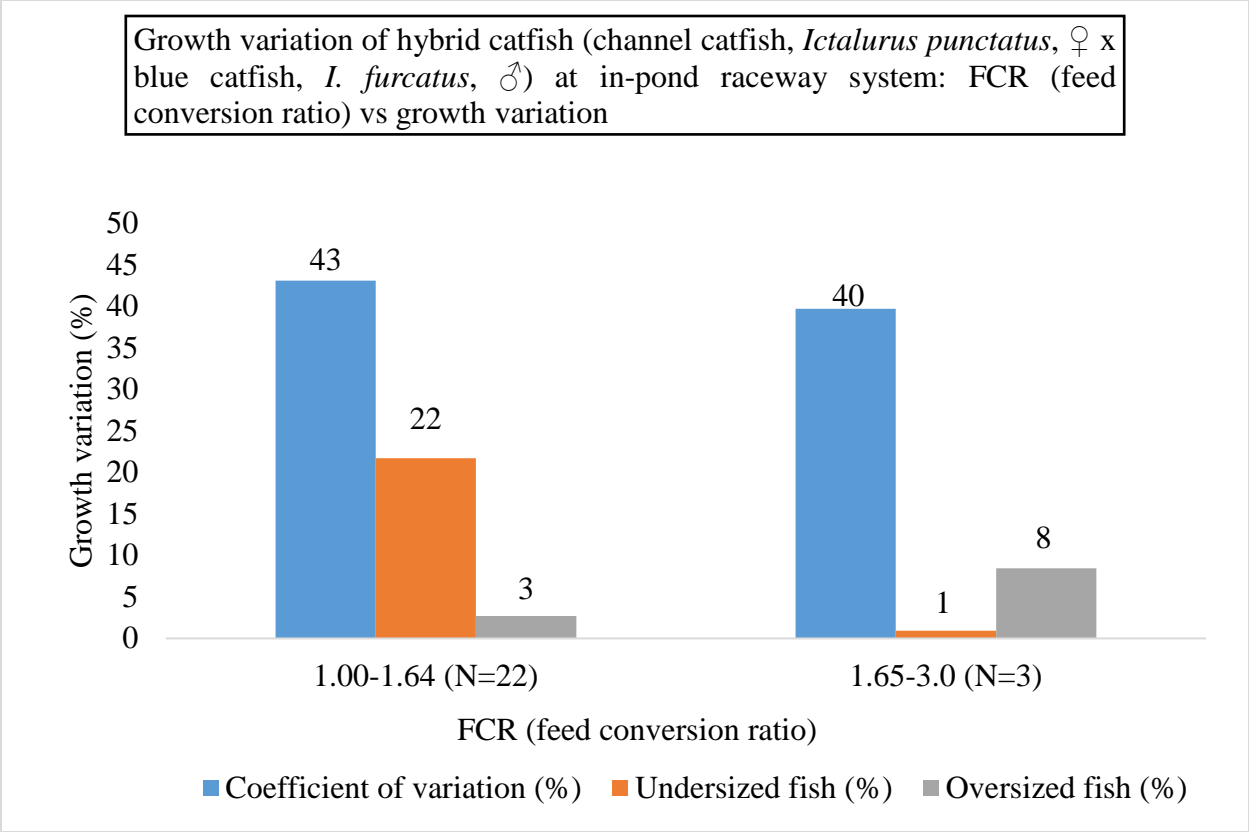 Growth variation of hybrid catfish (channel catfish, Ictalurus punctatus, ♀ x
blue catfish, I. furcatus, ♂) at in-pond raceway system: FCR (feed
conversion ratio) vs growth variation
Growth variation (%)
50
45
40
35
30
25
20
15
10
5
0
43
22
3
40
1
8
1.00-1.64 (N=22)
1.65-3.0 (N=3)
FCR (feed conversion ratio)
Coefficient of variation (%) Undersized fish (%) Oversized fish (%)